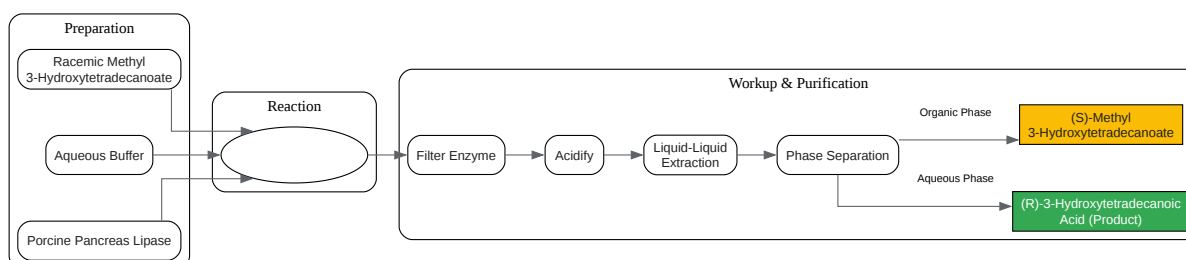 Preparation
Racemic Methyl
3-Hydroxytetradecanoate
Aqueous Buffer
Porcine Pancreas Lipase
Reaction
Workup & Purification
Filter Enzyme
Acidify
Liquid-Liquid
Extraction
Phase Separation
Organic Phase
(S)-Methyl
3-Hydroxytetradecanoate
Aqueous Phase
(R)-3-Hydroxytetradecanoic
Acid (Product)